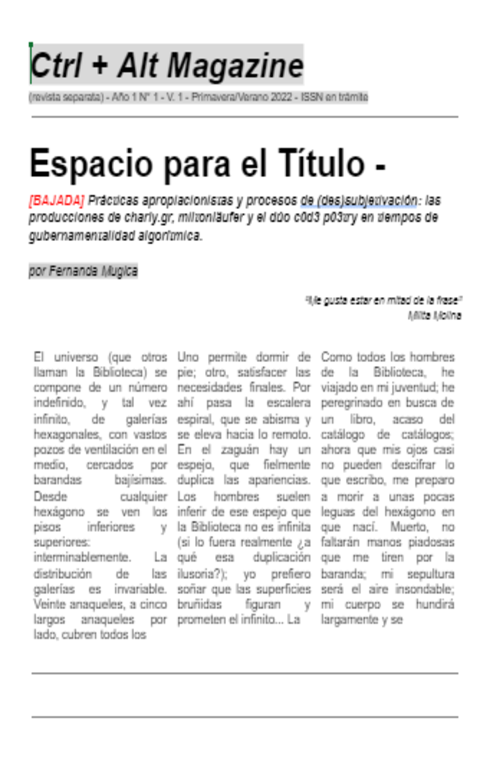 Ctrl + Alt Magazine
(revista separata) - Año 1 N° 1 - V. 1 - Primavera/Verano 2022 - ISSN en trámite
Espacio para el Título -
[BAJADA] Prácticas apropiacionistas y procesos de (des)subjetivación: las
producciones de charly.gr, miltonläufer y el dúo c0d3 p03try en tiempos de
gubernamentalidad algorítmica.
por Fernanda Mugica
"Me gusta estar en mitad de la frase"
Milita Molina
El universo (que otros
llaman la Biblioteca) se
compone de un número
indefinido, y tal vez
infinito, de galerías
hexagonales, con vastos
pozos de ventilación en el
medio, cercados por
barandas bajísimas.
Desde cualquier
hexágono se ven los
pisos inferiores y
superiores:
interminablemente. La
distribución de las
galerías es invariable.
Veinte anaqueles, a cinco
largos anaqueles por
lado, cubren todos los
Uno permite dormir de
pie; otro, satisfacer las
necesidades finales. Por
ahí pasa la escalera
espiral, que se abisma y
se eleva hacia lo remoto.
En el zaguán hay un
espejo, que fielmente
duplica las apariencias.
Los hombres suelen
inferir de ese espejo que
la Biblioteca no es infinita
(si lo fuera realmente ¿a
qué esa duplicación
ilusoria?); yo prefiero
soñar que las superficies
bruñidas figuran y
prometen el infinito... La
Como todos los hombres
de la Biblioteca, he
viajado en mi juventud; he
peregrinado en busca de
un libro, acaso del
catálogo de catálogos;
ahora que mis ojos casi
no pueden descifrar lo
que escribo, me preparo
a morir a unas pocas
leguas del hexágono en
que nací. Muerto, no
faltarán manos piadosas
que me tiren por la
baranda; mi sepultura
será el aire insondable;
mi cuerpo se hundirá
largamente y se